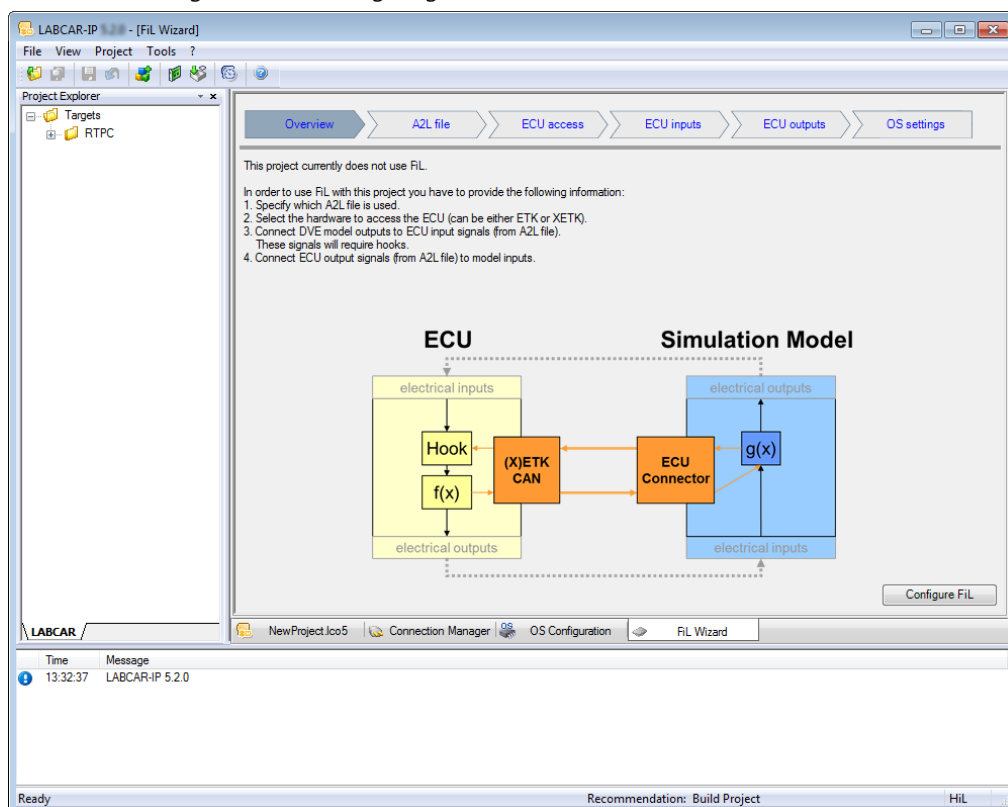 LABCAR-IP - [FiL Wizard]
File View Project Tools ?
Project Explorer
Targets
RTPC
LABCAR
Overview
A2L file
ECU access
ECU inputs
ECU outputs
OS settings
This project currently does not use FiL.
In order to use FiL with this project you have to provide the following information:
1. Specify which A2L file is used.
2. Select the hardware to access the ECU (can be either ETK or XETK).
3. Connect DVE model outputs to ECU input signals (from A2L file).
These signals will require hooks.
4. Connect ECU output signals (from A2L file) to model inputs.
ECU
Simulation Model
electrical inputs
electrical outputs
Hook
(X)ETK
CAN
ECU
Connector
g(x)
f(x)
electrical outputs
electrical inputs
Configure FiL
NewProject.lco5
Connection Manager
OS
OS Configuration
FiL Wizard
Time Message
13:32:37 LABCAR-IP 5.2.0
Ready
Recommendation: Build Project
HiL